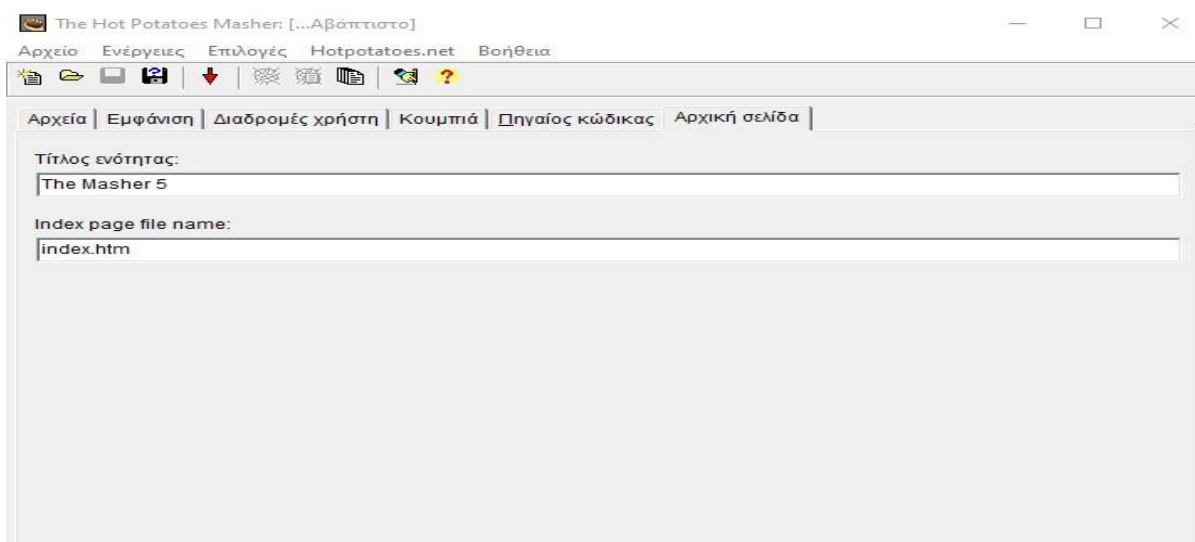 The Hot Potatoes Masher: [...Αβάπτιστο]
Αρχείο Ενέργειες Επιλογές Hotpotatoes.net Βοήθεια
Αρχεία Εμφάνιση Διαδρομές χρήστη Κουμπιά Πηγαίος κώδικας Αρχική σελίδα
Τίτλος ενότητας:
The Masher 5
Index page file name:
index.htm